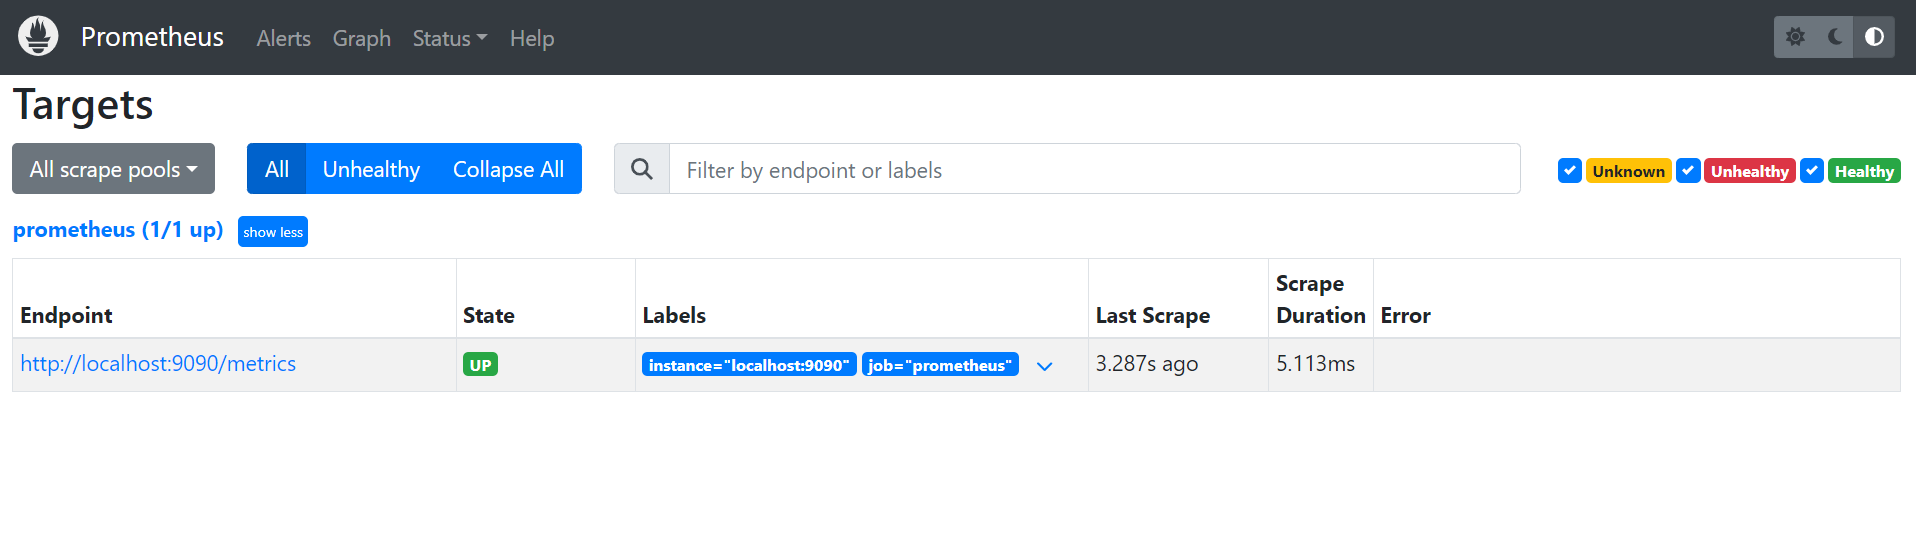 Prometheus Alerts Graph Status Help
Targets
All scrape pools All Unhealthy Collapse All Filter by endpoint or labels Unknown Unhealthy Healthy
prometheus (1/1 up) show less
Endpoint State Labels Last Scrape Scrape Duration Error
http://localhost:9090/metrics UP instance="localhost:9090" job="prometheus" 3.287s ago 5.113ms